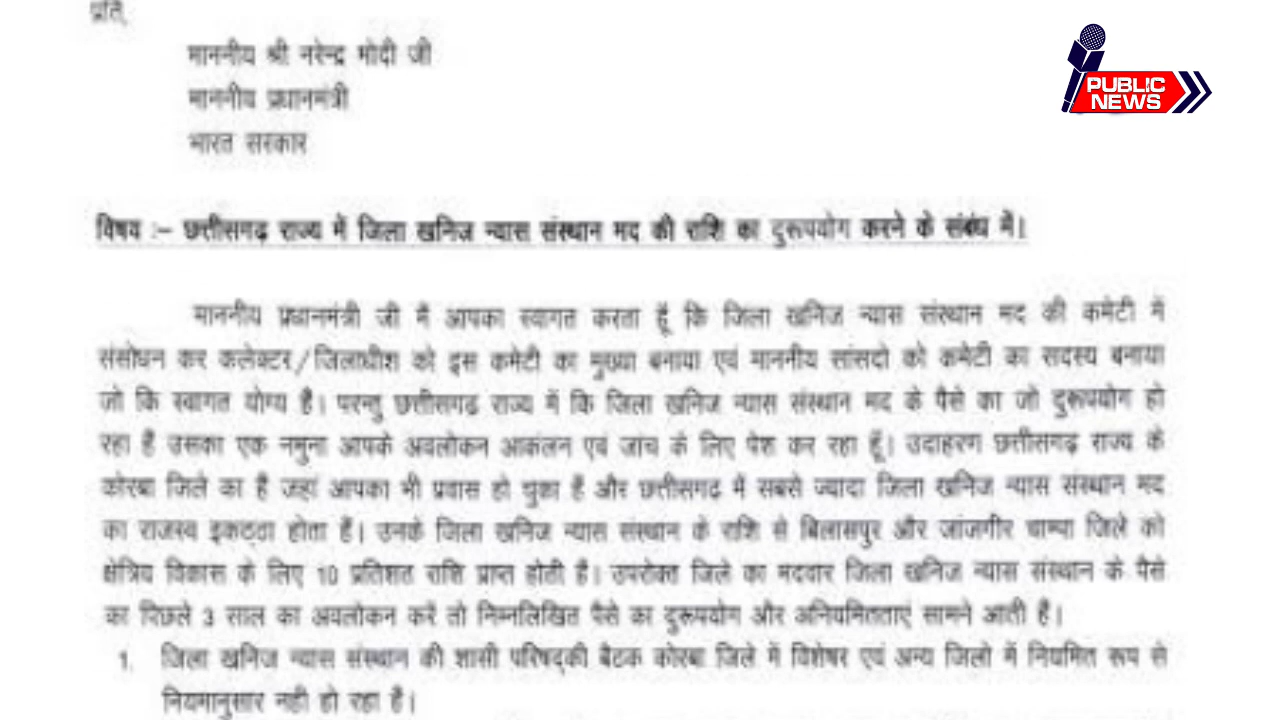 प्रति,
माननीय श्री नरेन्द्र मोदी जी
माननीय प्रधानमंत्री
भारत सरकार
PUBLIC
NEWS
विषय :– छत्तीसगढ़ राज्य में जिला खनिज न्यास संस्थान मद की राशि का दुरूपयोग करने के संबंध में।
माननीय प्रधानमंत्री जी मैं आपका स्वागत करता हूँ कि जिला खनिज न्यास संस्थान मद की कमेटी में
संसोधन कर कलेक्टर/जिलाधीश को इस कमेटी का मुख्या बनाया एवं माननीय सांसदो को कमेटी का सदस्य बनाया
जो कि स्वागत योग्य है। परन्तु छत्तीसगढ़ राज्य में कि जिला खनिज न्यास संस्थान मद के पैसे का जो दुरूपयोग हो
रहा है उसका एक नमुना आपके अवलोकन आकंलन एवं जांच के लिए पेश कर रहा हूँ। उदाहरण छत्तीसगढ़ राज्य के
कोरबा जिले का है जहां आपका भी प्रवास हो चुका है और छत्तीसगढ में सबसे ज्यादा जिला खनिज न्यास संस्थान मद
का राजस्व इकठ्ठा होता है। उनके जिला खनिज न्यास संस्थान के राशि से बिलासपुर और जांजगीर चाम्पा जिले को
क्षेत्रिय विकास के लिए 10 प्रतिशत राशि प्राप्त होती है। उपरोक्त जिले का मदवार जिला खनिज न्यास संस्थान के पैसे
का पिछले 3 साल का अवलोकन करें तो निम्नलिखित पैसे का दुरूपयोग और अनियमितताएं सामने आती है।
1. जिला खनिज न्यास संस्थान की शासी परिषद्की बैठक कोरबा जिले में विशेषर एवं अन्य जिलो में नियमित रूप से
नियमानुसार नही हो रहा है।